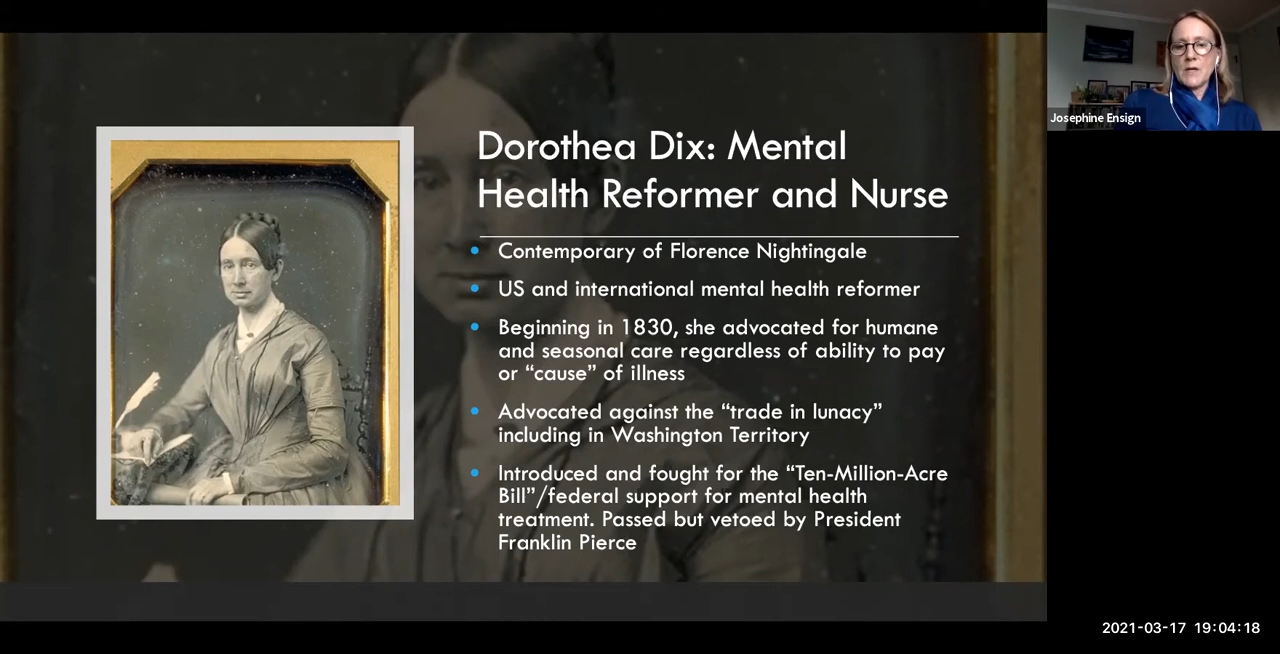 Dorothea Dix: Mental
Health Reformer and Nurse
Contemporary of Florence Nightingale
US and international mental health reformer
Beginning in 1830, she advocated for humane
and seasonal care regardless of ability to pay
or “cause” of illness
Advocated against the “trade in lunacy”
including in Washington Territory
Introduced and fought for the “Ten-Million-Acre
Bill”/federal support for mental health
treatment. Passed but vetoed by President
Franklin Pierce
Josephine Ensign
2021-03-17 19:04:18